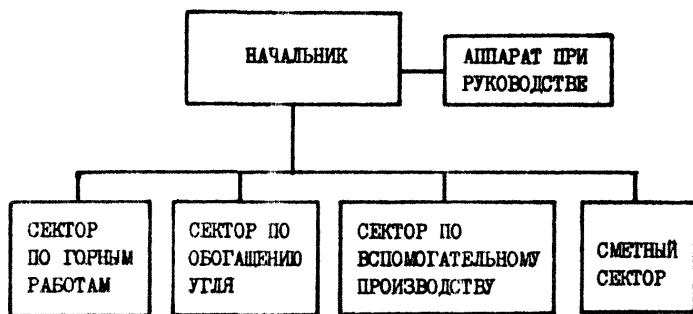 НАЧАЛЬНИК
АППАРАТ ПРИ
РУКОВОДСТВЕ
СЕКТОР
ПО ГОРНЫМ
РАБОТАМ
СЕКТОР ПО
ОБОГАЩЕНИЮ
УГЛЯ
СЕКТОР ПО
ВСПОМОГАТЕЛЬНОМУ
ПРОИЗВОДСТВУ
СМЕТНЫЙ
СЕКТОР